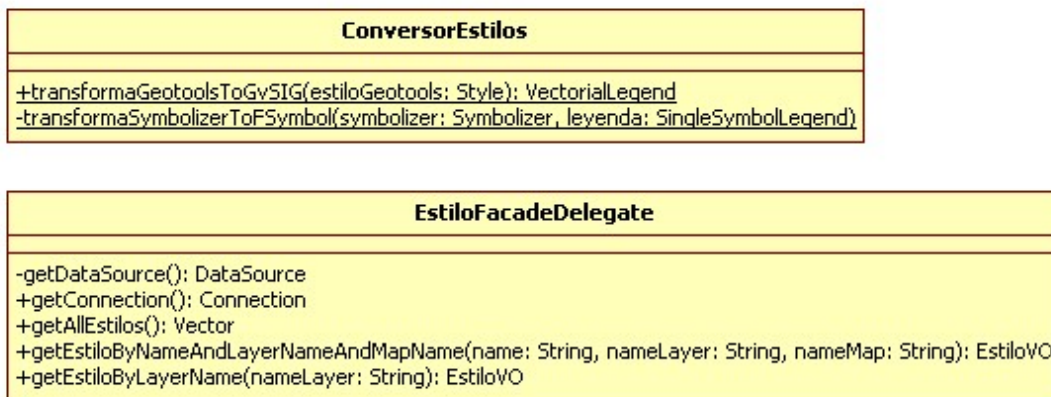 ConversorEstilos
+transformaGeotoolsToGvSIG(estiloGeotools: Style): VectorialLegend
-transformaSymbolizerToFSymbol(symbolizer: Symbolizer, leyenda: SingleSymbolLegend)
EstiloFacadeDelegate
-getDataSource(): DataSource
+getConnection(): Connection
+getAllEstilos(): Vector
+getEstiloByNameAndLayerNameAndMapName(name: String, nameLayer: String, nameMap: String): EstiloVO
+getEstiloByLayerName(nameLayer: String): EstiloVO